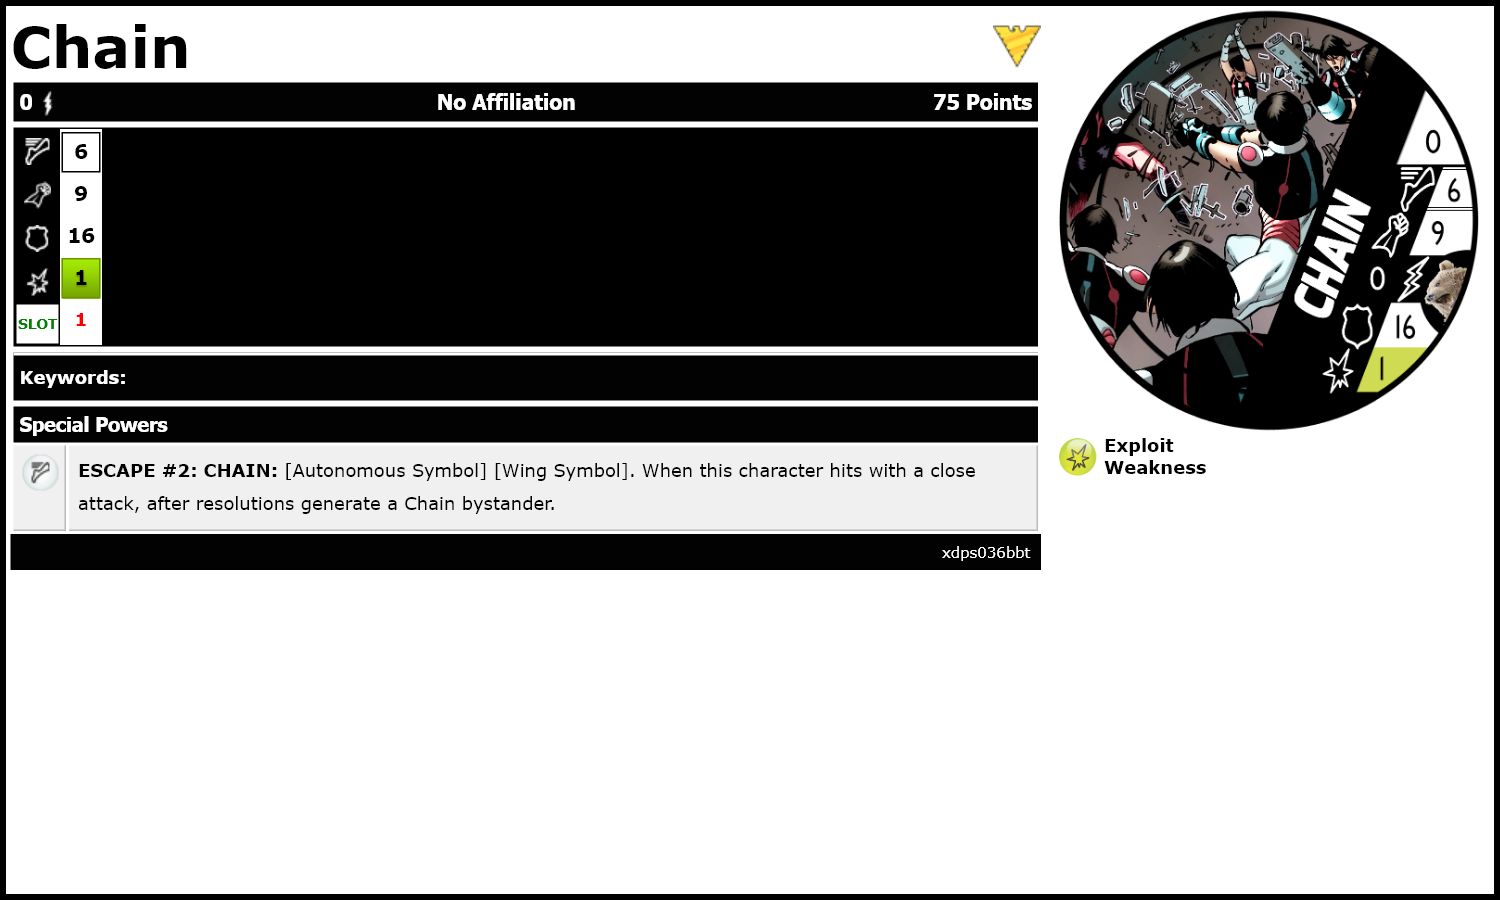 Chain
0 No Affiliation 75 Points
6
9
16
1
SLOT 1
Keywords:
Special Powers
ESCAPE #2: CHAIN: [Autonomous Symbol] [Wing Symbol]. When this character hits with a close
attack, after resolutions generate a Chain bystander.
xdps036bbt
CHAIN
0
6
9
0
16
1
Exploit
Weakness